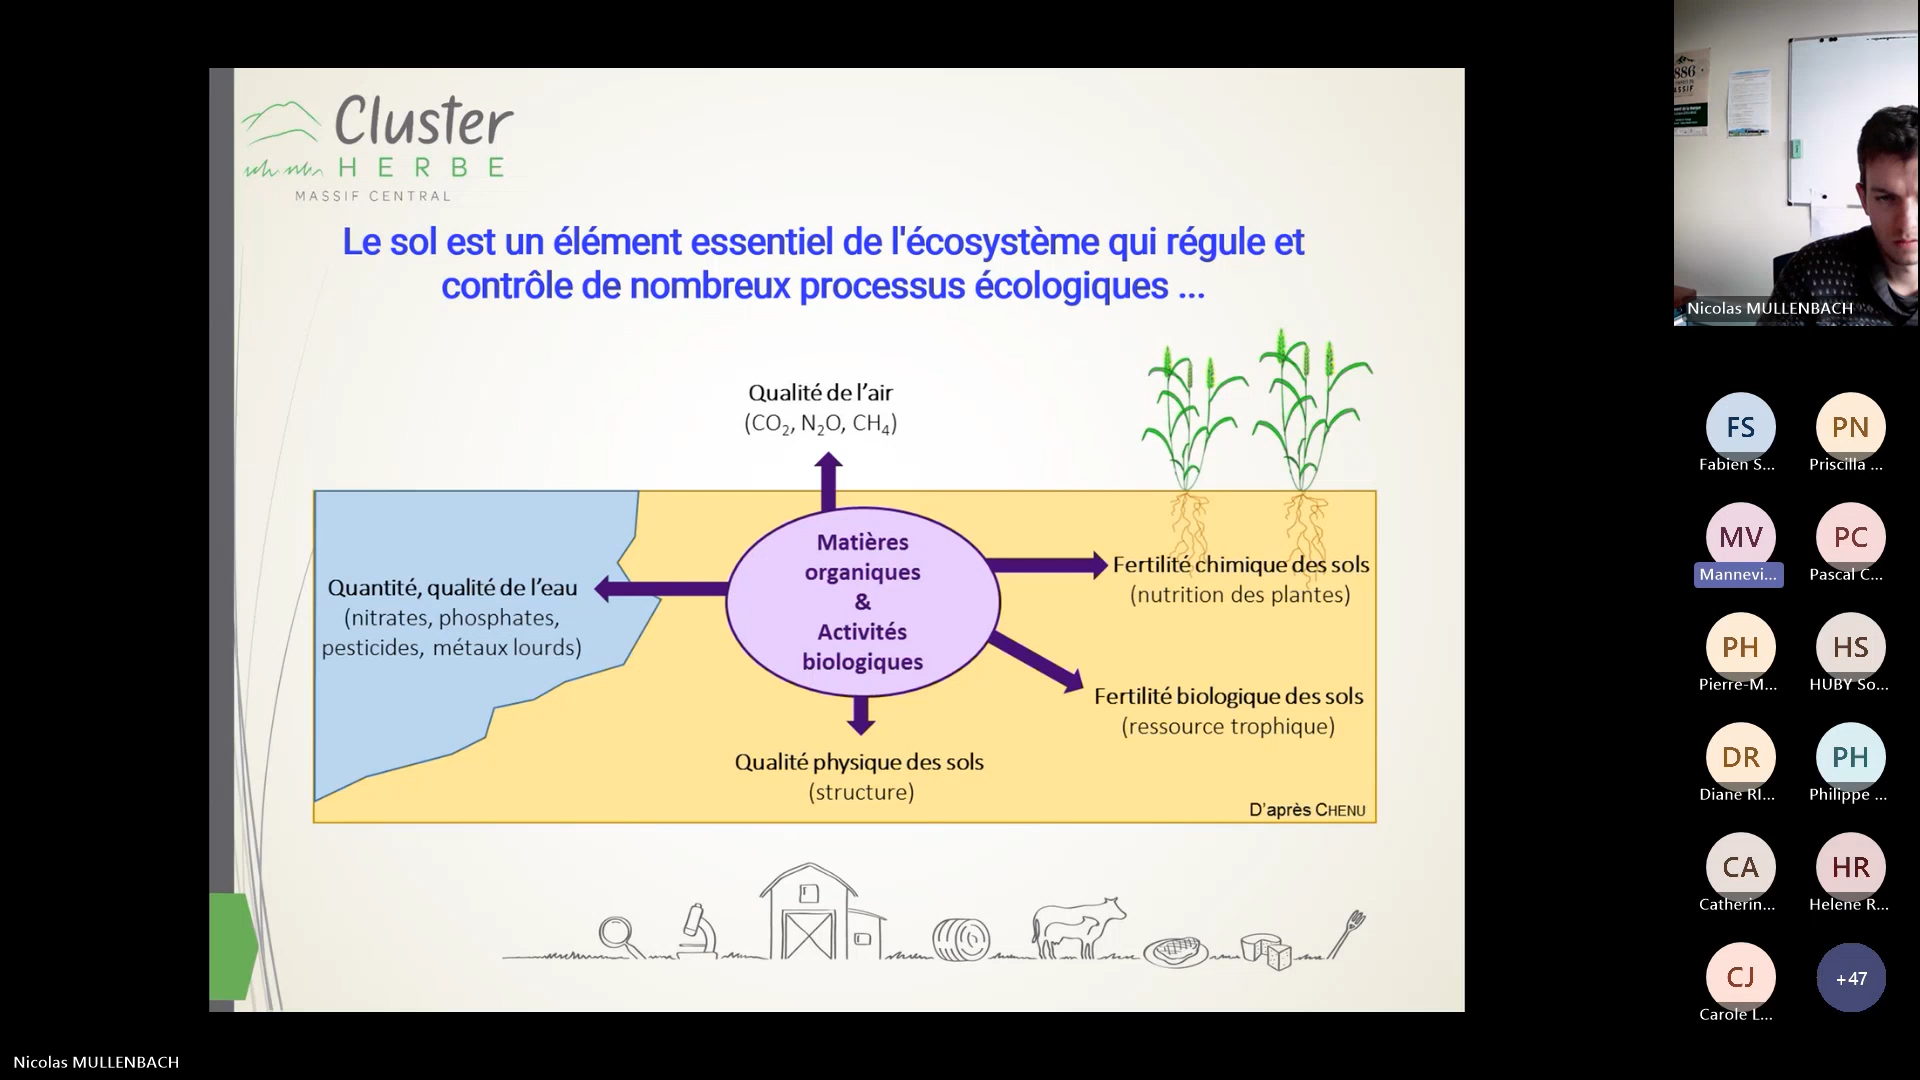 Cluster
HERBE
MASSIF CENTRAL
Le sol est un élément essentiel de l'écosystème qui régule et
contrôle de nombreux processus écologiques ...
Qualité de l'air
(CO₂, N₂O, CH₄)
Matières
organiques
&
Activités
biologiques
Quantité, qualité de l'eau
(nitrates, phosphates,
pesticides, métaux lourds)
Fertilité chimique des sols
(nutrition des plantes)
Fertilité biologique des sols
(ressource trophique)
Qualité physique des sols
(structure)
D'après CHENU
886
Nicolas MULLENBACH
FS
Fabien S...
PN
Priscilla ...
MV
Mannevi...
PC
Pascal C...
PH
Pierre-M...
HS
HUBY So...
DR
Diane RI...
PH
Philippe ...
CA
Catherin...
HR
Helene R...
CJ
Carole L...
+47
Nicolas MULLENBACH